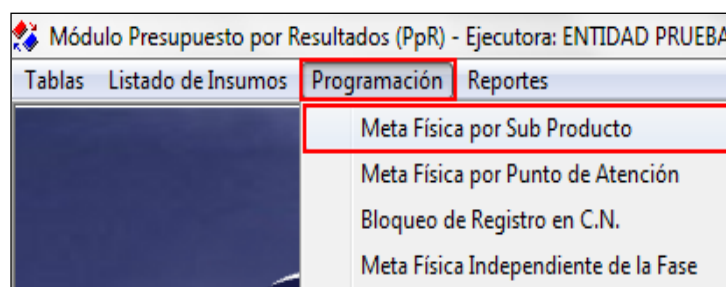 Módulo Presupuesto por Resultados (PpR) - Ejecutora: ENTIDAD PRUEBA
Tablas Listado de Insumos Programación Reportes
Meta Física por Sub Producto
Meta Física por Punto de Atención
Bloqueo de Registro en C.N.
Meta Física Independiente de la Fase